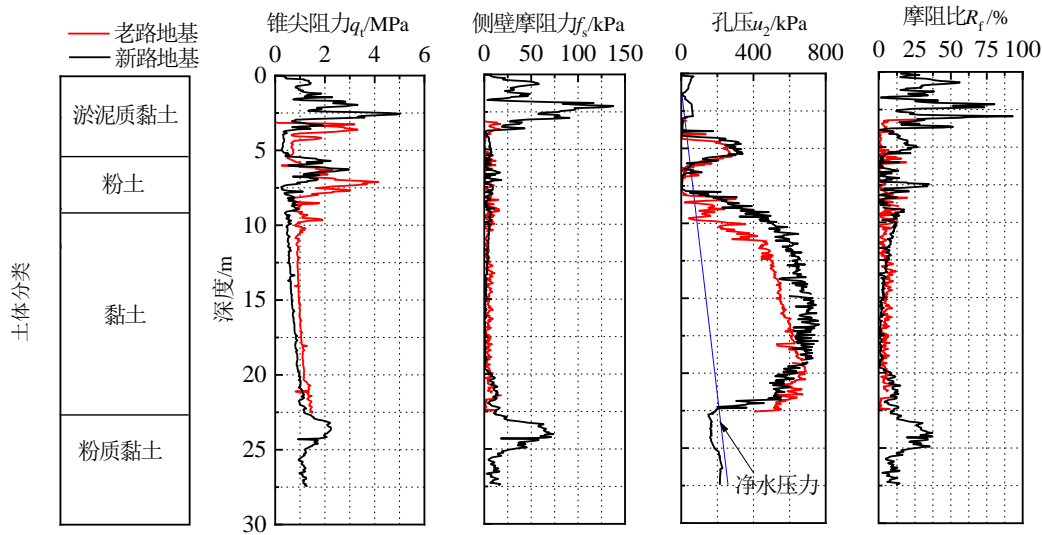 老路地基
新路地基
锥尖阻力qt/MPa
侧壁摩阻力fs/kPa
孔压u2/kPa
摩阻比Rf/%
0 2 4 6
0 50 100 150
0 200 400 600 800
0 25 50 75 100
土体分类
淤泥质黏土
粉土
黏土
粉质黏土
深度/m
0
5
10
15
20
25
30
净水压力